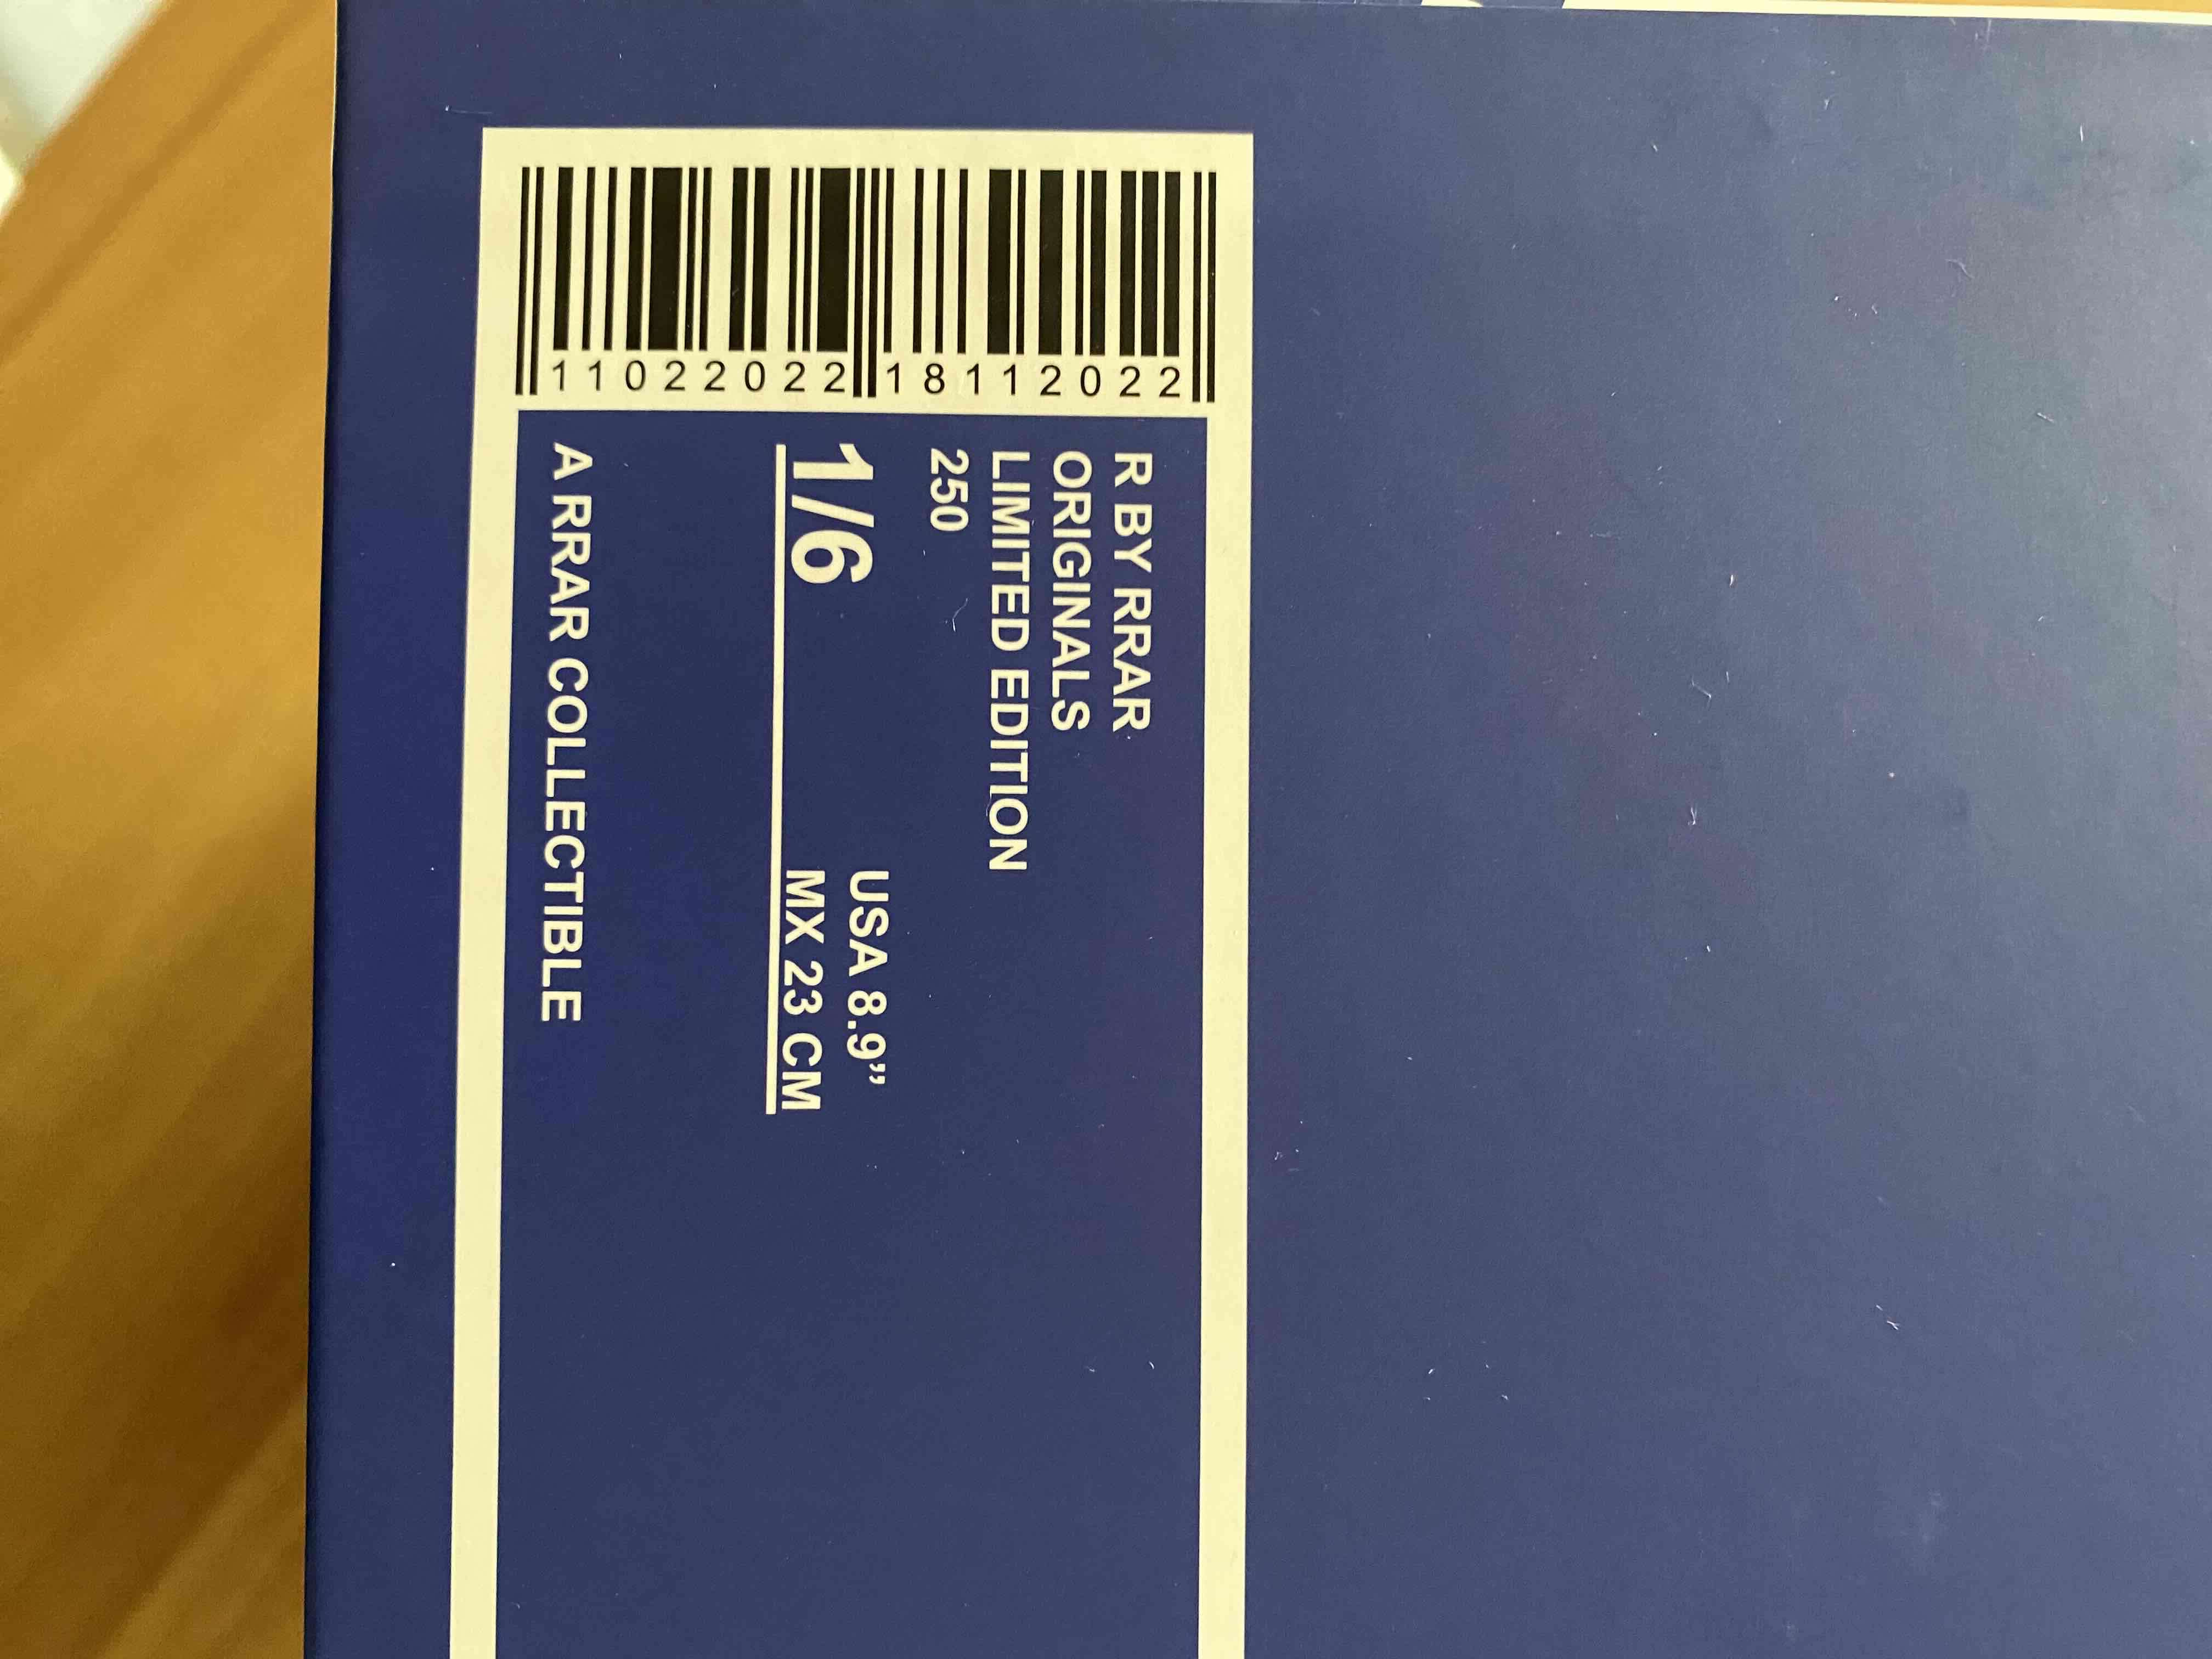 11022022 18112022
R BY RRAR
ORIGINALS
LIMITED EDITION
250
1/6
USA 8.9”
MX 23 CM
A RRAR COLLECTIBLE